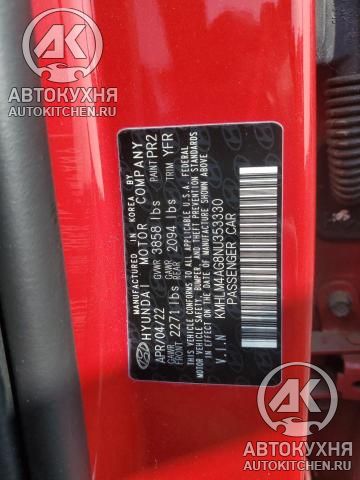 АВТОКУХНЯ
AUTOKITCHEN.RU
MANUFACTURED IN KOREA BY
HYUNDAI MOTOR COMPANY
APR/04/22 GVWR 3858 lbs PAINT PR2
GAWR FRONT 2271 lbs GAWR REAR 2094 lbs TRIM YFR
THIS VEHICLE CONFORMS TO ALL APPLICABLE U.S.A. FEDERAL
MOTOR VEHICLE SAFETY, BUMPER AND THEFT PREVENTION
STANDARDS IN EFFECT ON THE DATE OF MANUFACTURE SHOWN ABOVE
V.I.N KMHLM4AG8NU353330
PASSENGER CAR
АВТОКУХНЯ
AUTOKITCHEN.RU